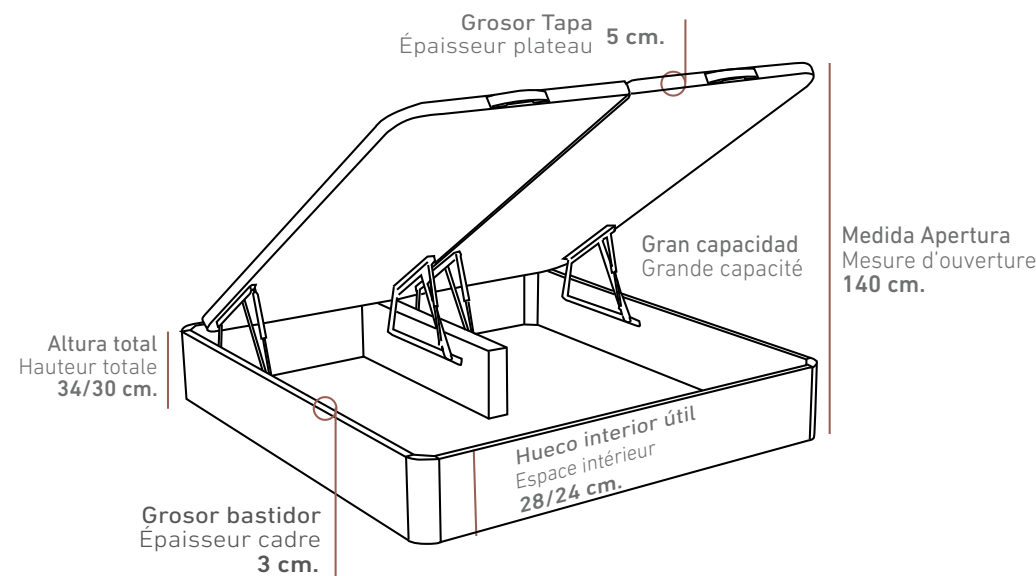 Grosor Tapa
Épaisseur plateau
5 cm.
Gran capacidad
Grande capacité
Medida Apertura
Mesure d'ouverture
140 cm.
Altura total
Hauteur totale
34/30 cm.
Hueco interior útil
Espace intérieur
28/24 cm.
Grosor bastidor
Épaisseur cadre
3 cm.